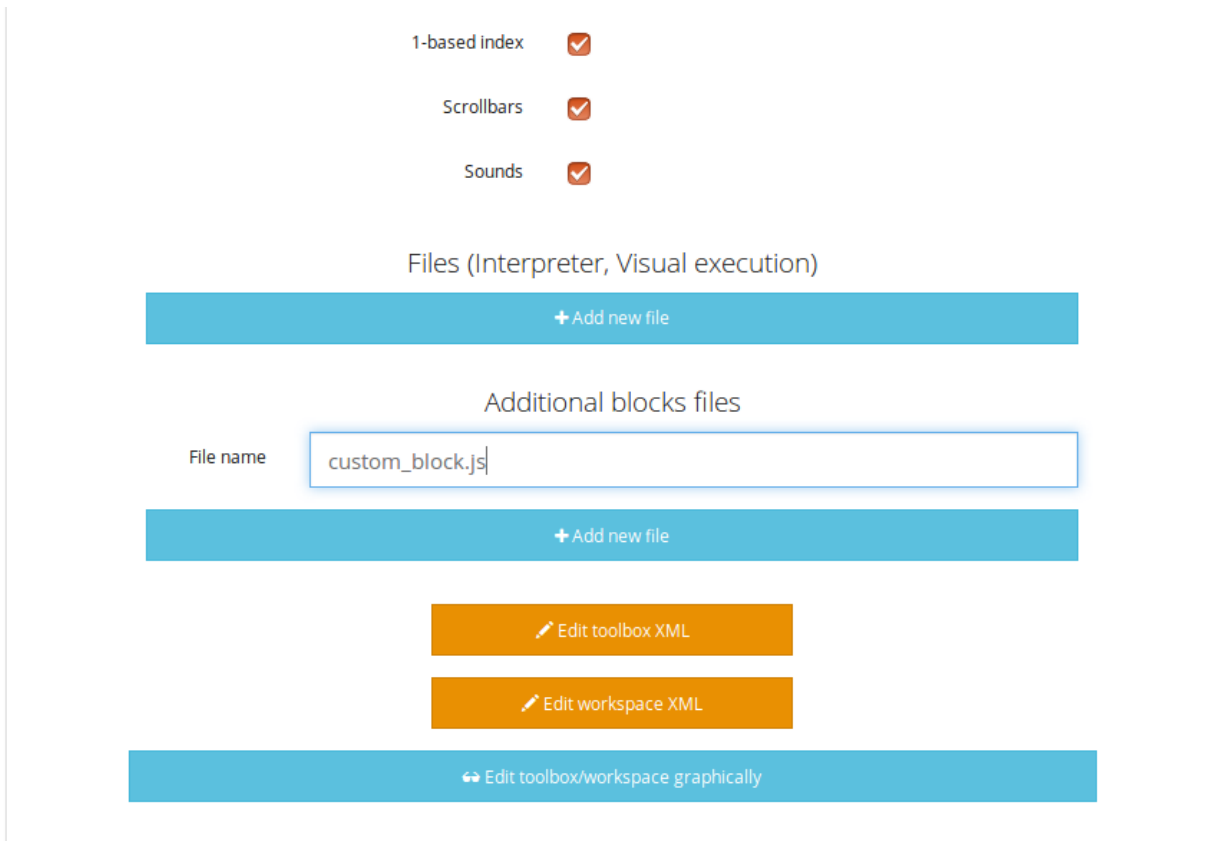 1-based index
Scrollbars
Sounds
Files (Interpreter, Visual execution)
Add new file
Additional blocks files
File name custom_block.js
Add new file
Edit toolbox XML
Edit workspace XML
Edit toolbox/workspace graphically